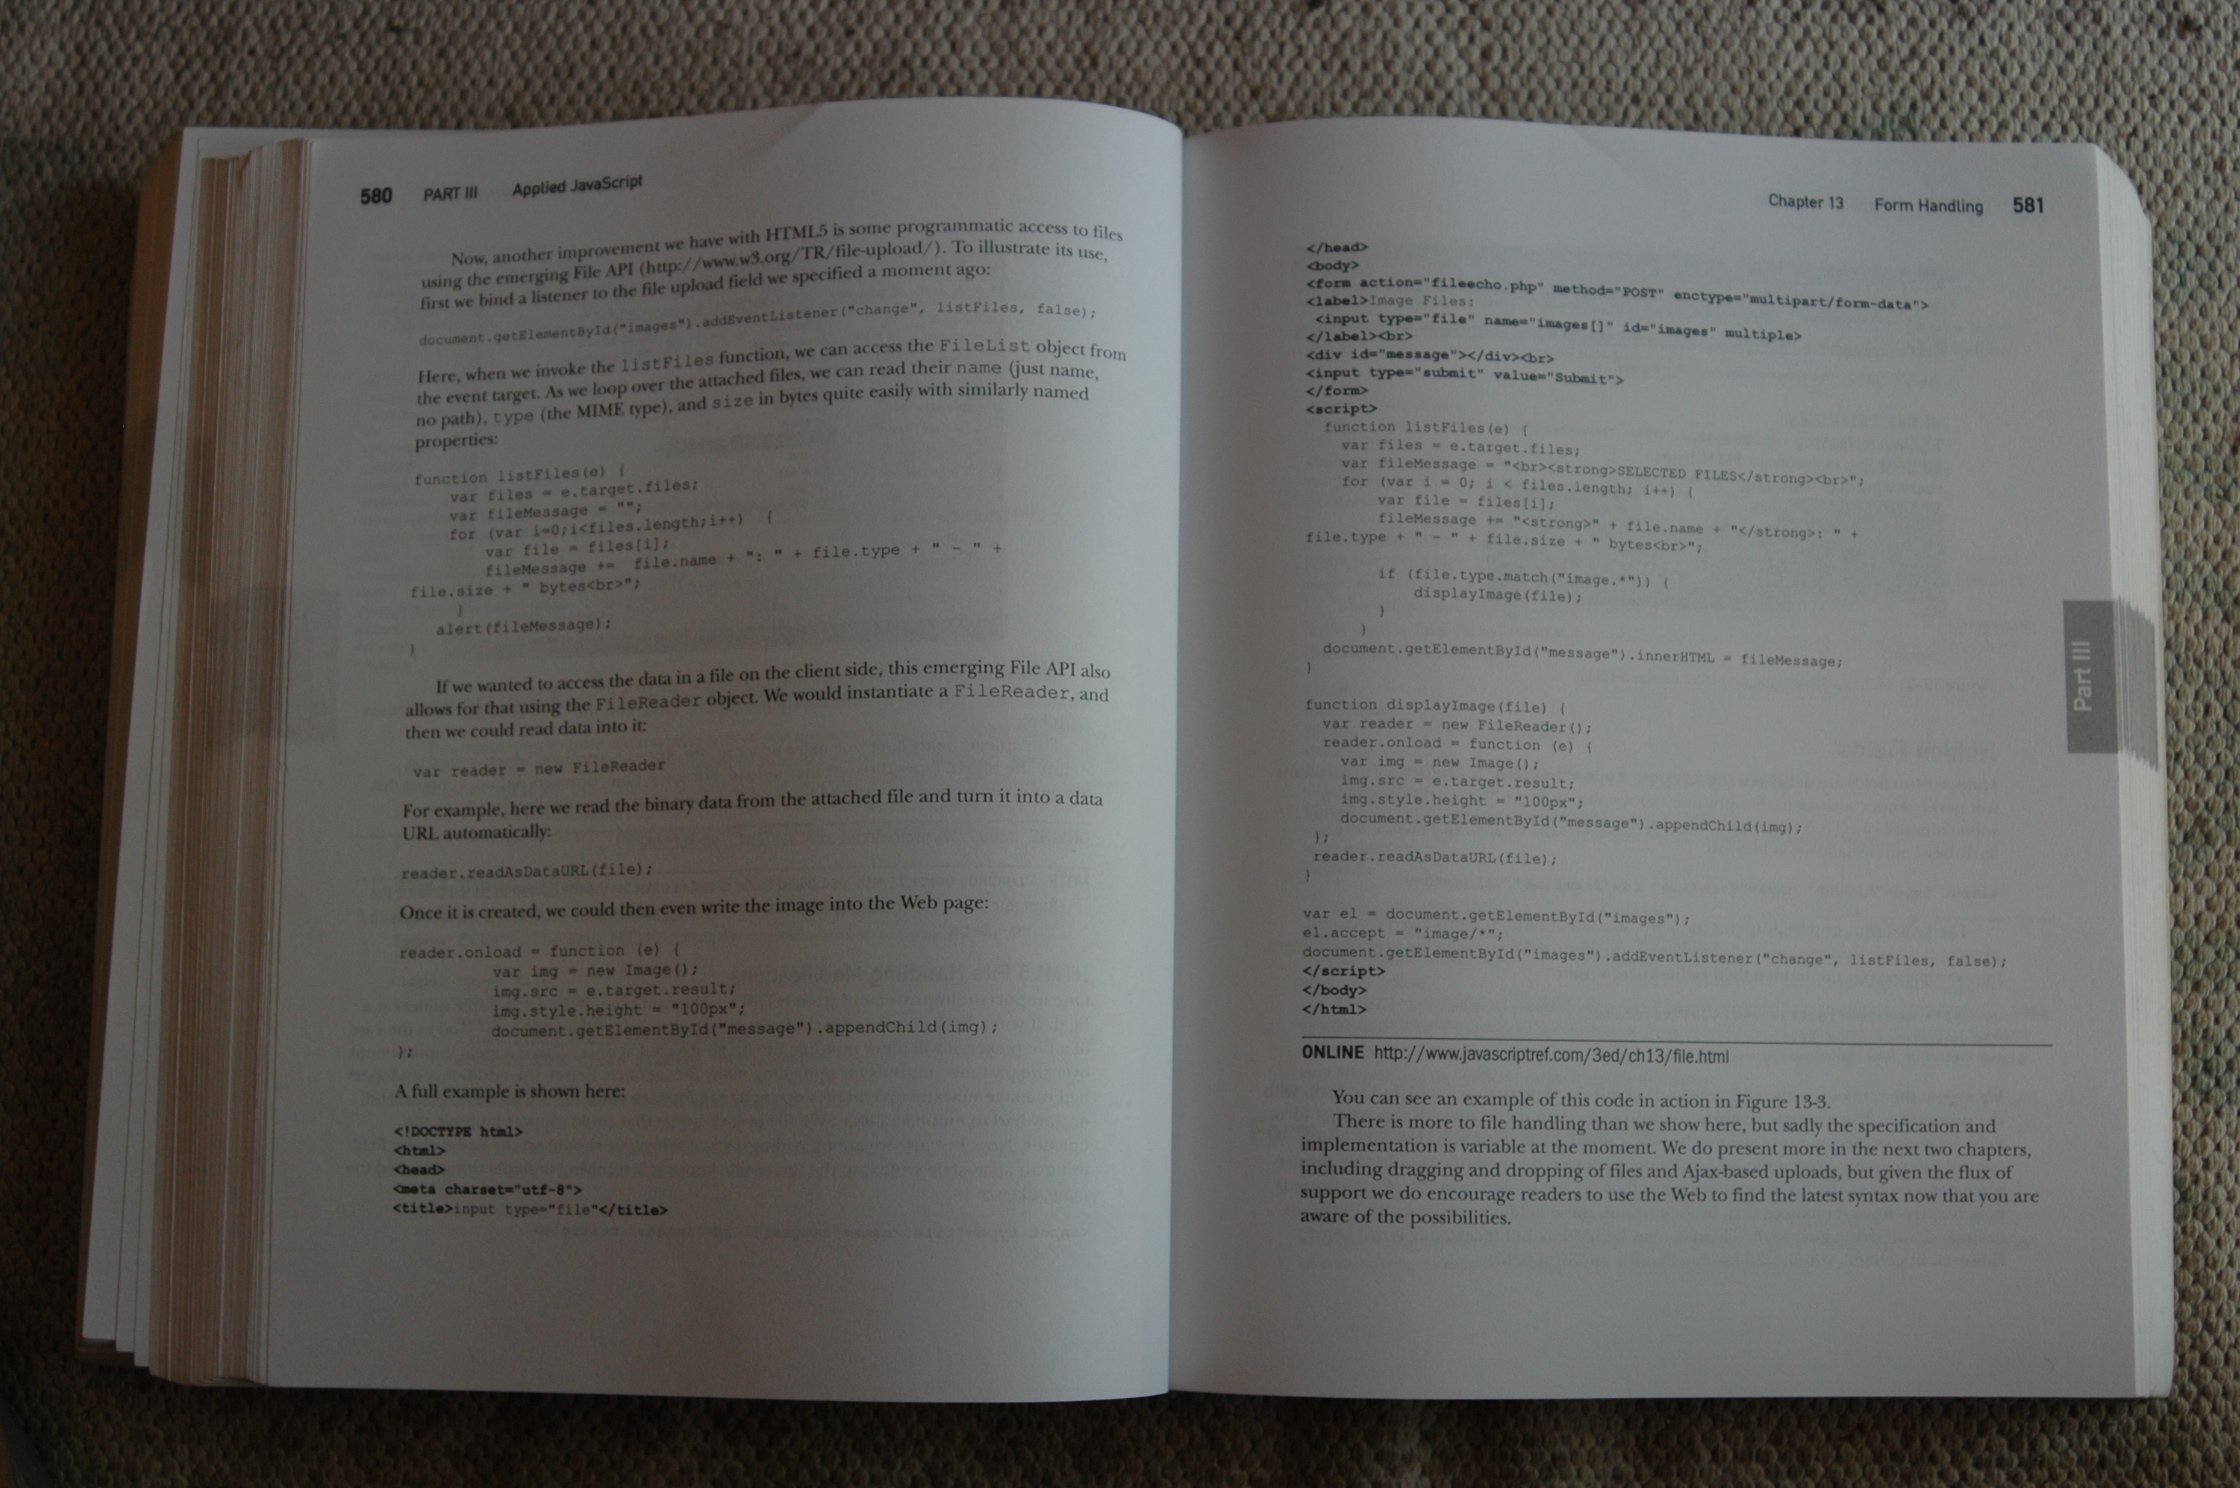 580 PART III Applied JavaScript
Now, another improvement we have with HTML5 is some programmatic access to files
using the emerging File API (http://www.w3.org/TR/file-upload/). To illustrate its use,
first we bind a listener to the file upload field we specified a moment ago:
document.getElementById("images").addEventListener("change", listFiles, false);
Here, when we invoke the listFiles function, we can access the FileList object from
the event target. As we loop over the attached files, we can read their name (just name,
no path), type (the MIME type), and size in bytes quite easily with similarly named
properties:
function listFiles(e) {
var files = e.target.files;
var fileMessage = "";
for (var i=0;i<files.length;i++) {
var file = files[i];
fileMessage += file.name + ": " + file.type + " - " +
file.size + " bytes<br>";
}
alert(fileMessage);
}
If we wanted to access the data in a file on the client side, this emerging File API also
allows for that using the FileReader object. We would instantiate a FileReader, and
then we could read data into it:
var reader = new FileReader
For example, here we read the binary data from the attached file and turn it into a data
URL automatically:
reader.readAsDataURL(file);
Once it is created, we could then even write the image into the Web page:
reader.onload = function (e) {
var img = new Image();
img.src = e.target.result;
img.style.height = "100px";
document.getElementById("message").appendChild(img);
};
A full example is shown here:
<!DOCTYPE html>
<html>
<head>
<meta charset="utf-8">
<title>input type="file"</title>
Chapter 13 Form Handling 581
</head>
<body>
<form action="fileecho.php" method="POST" enctype="multipart/form-data">
<label>Image Files:
<input type="file" name="images[]" id="images" multiple>
</label><br>
<div id="message"></div><br>
<input type="submit" value="Submit">
</form>
<script>
function listFiles(e) {
var files = e.target.files;
var fileMessage = "<br><strong>SELECTED FILES</strong><br>";
for (var i = 0; i < files.length; i++) {
var file = files[i];
fileMessage += "<strong>" + file.name + "</strong>: " +
file.type + " - " + file.size + " bytes<br>";
if (file.type.match("image.*")) {
displayImage(file);
}
}
document.getElementById("message").innerHTML = fileMessage;
}
function displayImage(file) {
var reader = new FileReader();
reader.onload = function (e) {
var img = new Image();
img.src = e.target.result;
img.style.height = "100px";
document.getElementById("message").appendChild(img);
};
reader.readAsDataURL(file);
}
var el = document.getElementById("images");
el.accept = "image/*";
document.getElementById("images").addEventListener("change", listFiles, false);
</script>
</body>
</html>
ONLINE http://www.javascriptref.com/3ed/ch13/file.html
You can see an example of this code in action in Figure 13-3.
There is more to file handling than we show here, but sadly the specification and
implementation is variable at the moment. We do present more in the next two chapters,
including dragging and dropping of files and Ajax-based uploads, but given the flux of
support we do encourage readers to use the Web to find the latest syntax now that you are
aware of the possibilities.
Part III